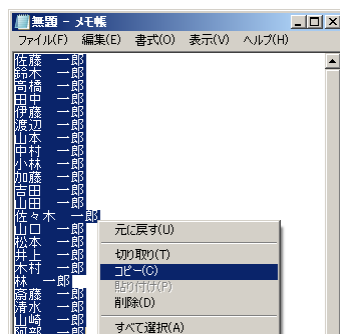 無題 - メモ帳
ファイル(F) 編集(E) 書式(O) 表示(V) ヘルプ(H)
佐藤 一郎
鈴木 一郎
高橋 一郎
田中 一郎
伊藤 一郎
渡辺 一郎
山本 一郎
中村 一郎
小林 一郎
加藤 一郎
吉田 一郎
山田 一郎
佐々木 一郎
山口 一郎
松本 一郎
井上 一郎
木村 一郎
林 一郎
斎藤 一郎
清水 一郎
山崎 一郎
阿部 一郎
元に戻す(U)
切り取り(T)
コピー(C)
貼り付け(P)
削除(D)
すべて選択(A)